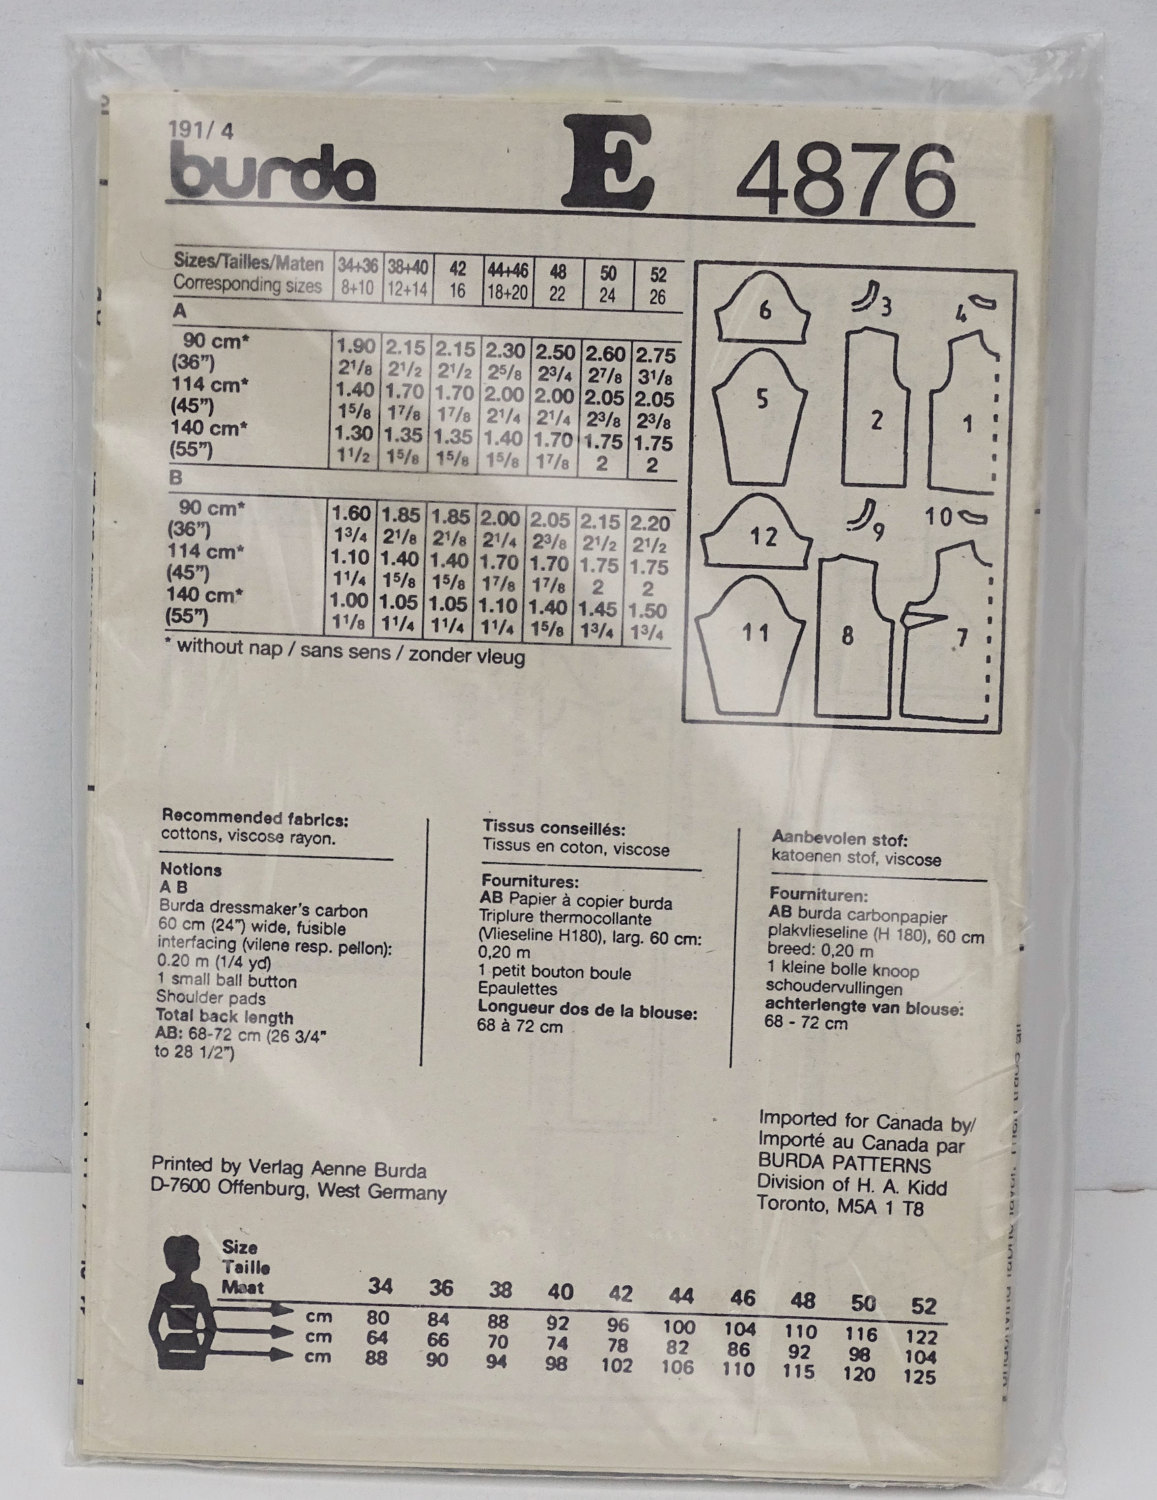 191/ 4
burda E 4876
Sizes/Tailles/Maten 34+36 38+40 42 44+46 48 50 52
Corresponding sizes 8+10 12+14 16 18+20 22 24 26
A
90 cm* 1.90 2.15 2.15 2.30 2.50 2.60 2.75
(36") 2 1/8 2 1/2 2 1/2 2 5/8 2 3/4 2 7/8 3 1/8
114 cm* 1.40 1.70 1.70 2.00 2.00 2.05 2.05
(45") 1 5/8 1 7/8 1 7/8 2 1/4 2 1/4 2 3/8 2 3/8
140 cm* 1.30 1.35 1.35 1.40 1.70 1.75 1.75
(55") 1 1/2 1 5/8 1 5/8 1 5/8 1 7/8 2 2
B
90 cm* 1.60 1.85 1.85 2.00 2.05 2.15 2.20
(36") 1 3/4 2 1/8 2 1/8 2 1/4 2 3/8 2 1/2 2 1/2
114 cm* 1.10 1.40 1.40 1.70 1.70 1.75 1.75
(45") 1 1/4 1 5/8 1 5/8 1 7/8 1 7/8 2 2
140 cm* 1.00 1.05 1.05 1.10 1.40 1.45 1.50
(55") 1 1/8 1 1/4 1 1/4 1 1/4 1 5/8 1 3/4 1 3/4
* without nap / sans sens / zonder vleug
6 3 4
5 2 1
12 9 10
11 8 7
Recommended fabrics:
cottons, viscose rayon.
Notions
A B
Burda dressmaker's carbon
60 cm (24") wide, fusible
interfacing (vilene resp. pellon):
0.20 m (1/4 yd)
1 small ball button
Shoulder pads
Total back length
AB: 68-72 cm (26 3/4"
to 28 1/2")
Tissus conseillés:
Tissus en coton, viscose
Fournitures:
AB Papier à copier burda
Triplure thermocollante
(Vlieseline H180), larg. 60 cm:
0,20 m
1 petit bouton boule
Epaulettes
Longueur dos de la blouse:
68 à 72 cm
Aanbevolen stof:
katoenen stof, viscose
Fournituren:
AB burda carbonpapier
plakvlieseline (H 180), 60 cm
breed: 0,20 m
1 kleine bolle knoop
schoudervullingen
achterlengte van blouse:
68 - 72 cm
Printed by Verlag Aenne Burda
D-7600 Offenburg, West Germany
Imported for Canada by/
Importé au Canada par
BURDA PATTERNS
Division of H. A. Kidd
Toronto, M5A 1 T8
Size
Taille
Maat 34 36 38 40 42 44 46 48 50 52
cm 80 84 88 92 96 100 104 110 116 122
cm 64 66 70 74 78 82 86 92 98 104
cm 88 90 94 98 102 106 110 115 120 125